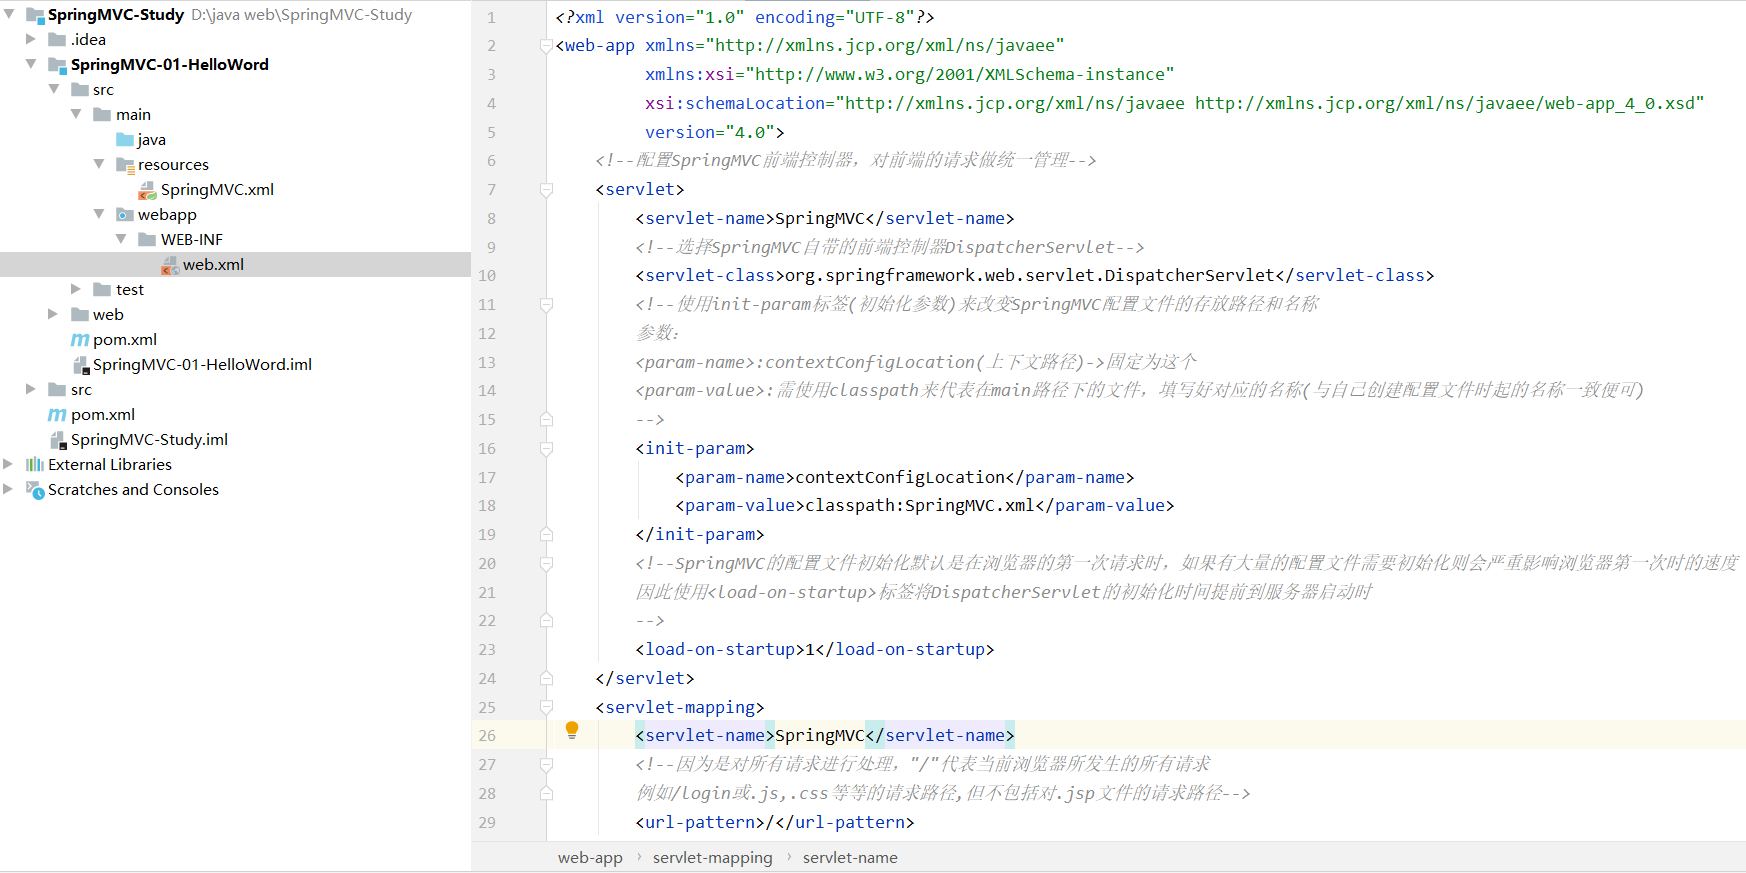 SpringMVC-Study D:\java web\SpringMVC-Study
.idea
SpringMVC-01-HelloWord
src
main
java
resources
SpringMVC.xml
webapp
WEB-INF
web.xml
test
web
pom.xml
SpringMVC-01-HelloWord.iml
src
pom.xml
SpringMVC-Study.iml
External Libraries
Scratches and Consoles
1 <?xml version="1.0" encoding="UTF-8"?>
2 <web-app xmlns="http://xmlns.jcp.org/xml/ns/javaee"
3 xmlns:xsi="http://www.w3.org/2001/XMLSchema-instance"
4 xsi:schemaLocation="http://xmlns.jcp.org/xml/ns/javaee http://xmlns.jcp.org/xml/ns/javaee/web-app_4_0.xsd"
5 version="4.0">
6 <!--配置SpringMVC前端控制器，对前端的请求做统一管理-->
7 <servlet>
8 <servlet-name>SpringMVC</servlet-name>
9 <!--选择SpringMVC自带的前端控制器DispatcherServlet-->
10 <servlet-class>org.springframework.web.servlet.DispatcherServlet</servlet-class>
11 <!--使用init-param标签(初始化参数)来改变SpringMVC配置文件的存放路径和名称
12 参数：
13 <param-name>:contextConfigLocation(上下文路径)->固定为这个
14 <param-value>:需使用classpath来代表在main路径下的文件，填写好对应的名称(与自己创建配置文件时起的名称一致便可)
15 -->
16 <init-param>
17 <param-name>contextConfigLocation</param-name>
18 <param-value>classpath:SpringMVC.xml</param-value>
19 </init-param>
20 <!--SpringMVC的配置文件初始化默认是在浏览器的第一次请求时，如果有大量的配置文件需要初始化则会严重影响浏览器第一次时的速度
21 因此使用<load-on-startup>标签将DispatcherServlet的初始化时间提前到服务器启动时
22 -->
23 <load-on-startup>1</load-on-startup>
24 </servlet>
25 <servlet-mapping>
26 <servlet-name>SpringMVC</servlet-name>
27 <!--因为是对所有请求进行处理，"/"代表当前浏览器所发生的所有请求
28 例如/login或.js,.css等等的请求路径,但不包括对.jsp文件的请求路径-->
29 <url-pattern>/</url-pattern>
web-app › servlet-mapping › servlet-name